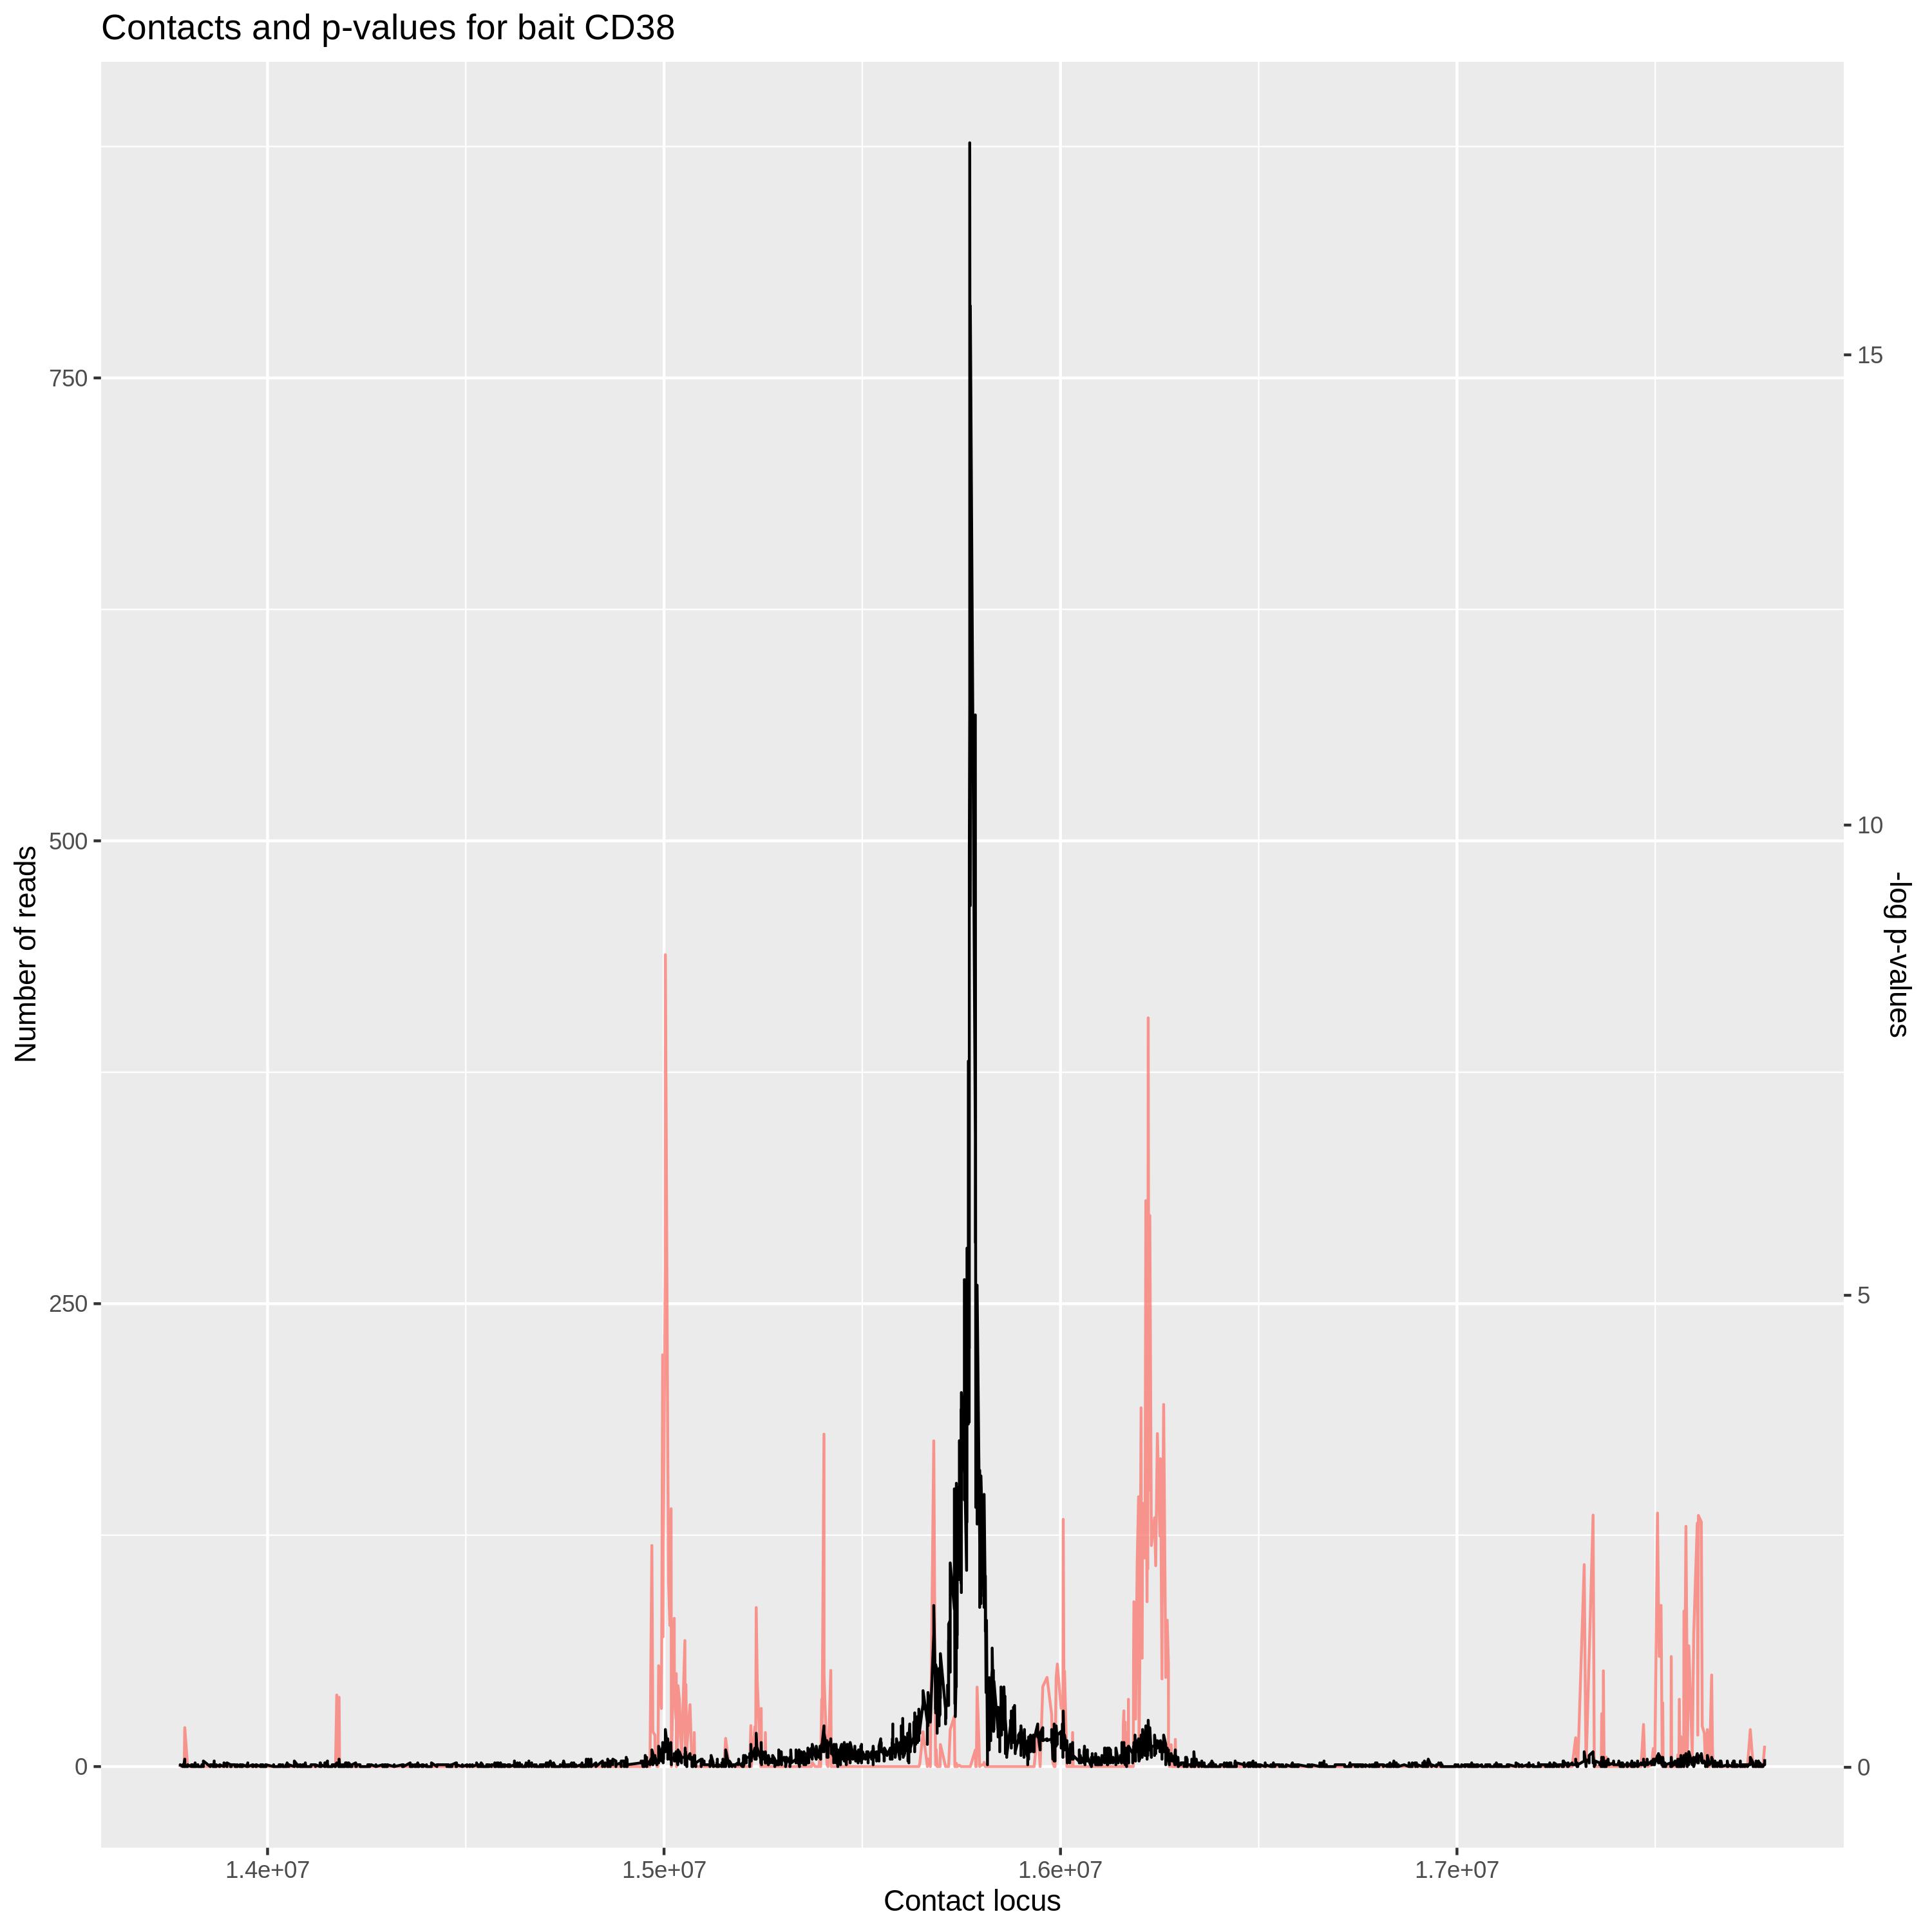 Contacts and p-values for bait CD38
Number of reads
750
500
250
0
15
10
5
0
-log p-values
1.4e+07 1.5e+07 1.6e+07 1.7e+07
Contact locus